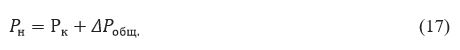 Pн = Pк + ΔPобщ. (17)